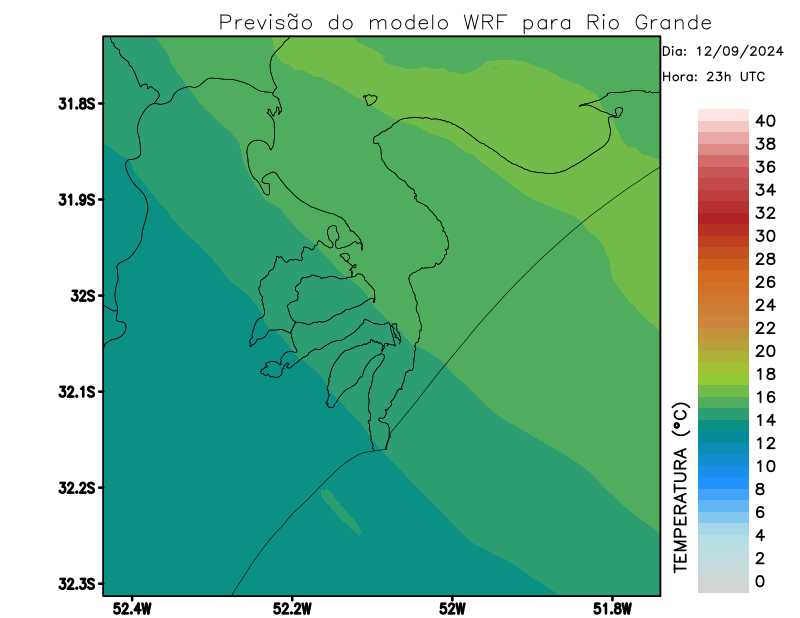 Previsão do modelo WRF para Rio Grande
Dia: 12/09/2024
Hora: 23h UTC
31.8S
31.9S
32S
32.1S
32.2S
32.3S
52.4W
52.2W
52W
51.8W
TEMPERATURA (°C)
40
38
36
34
32
30
28
26
24
22
20
18
16
14
12
10
8
6
4
2
0